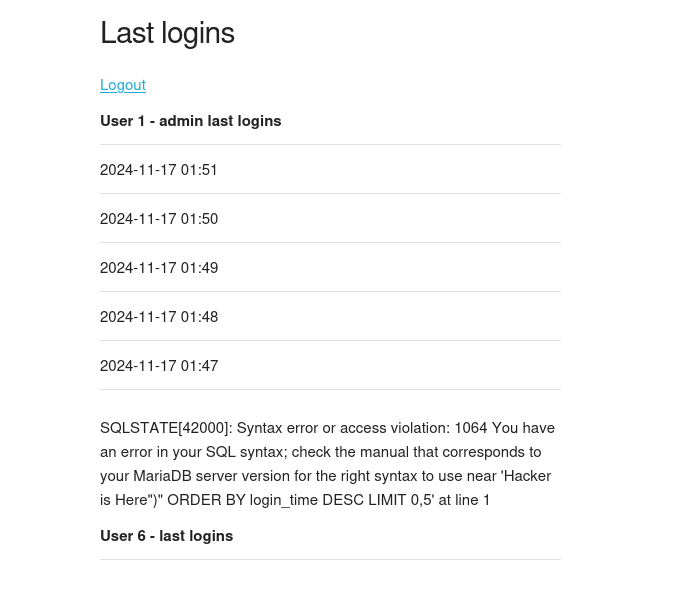 Last logins
Logout
User 1 - admin last logins
2024-11-17 01:51
2024-11-17 01:50
2024-11-17 01:49
2024-11-17 01:48
2024-11-17 01:47
SQLSTATE[42000]: Syntax error or access violation: 1064 You have
an error in your SQL syntax; check the manual that corresponds to
your MariaDB server version for the right syntax to use near 'Hacker
is Here")" ORDER BY login_time DESC LIMIT 0,5' at line 1
User 6 - last logins